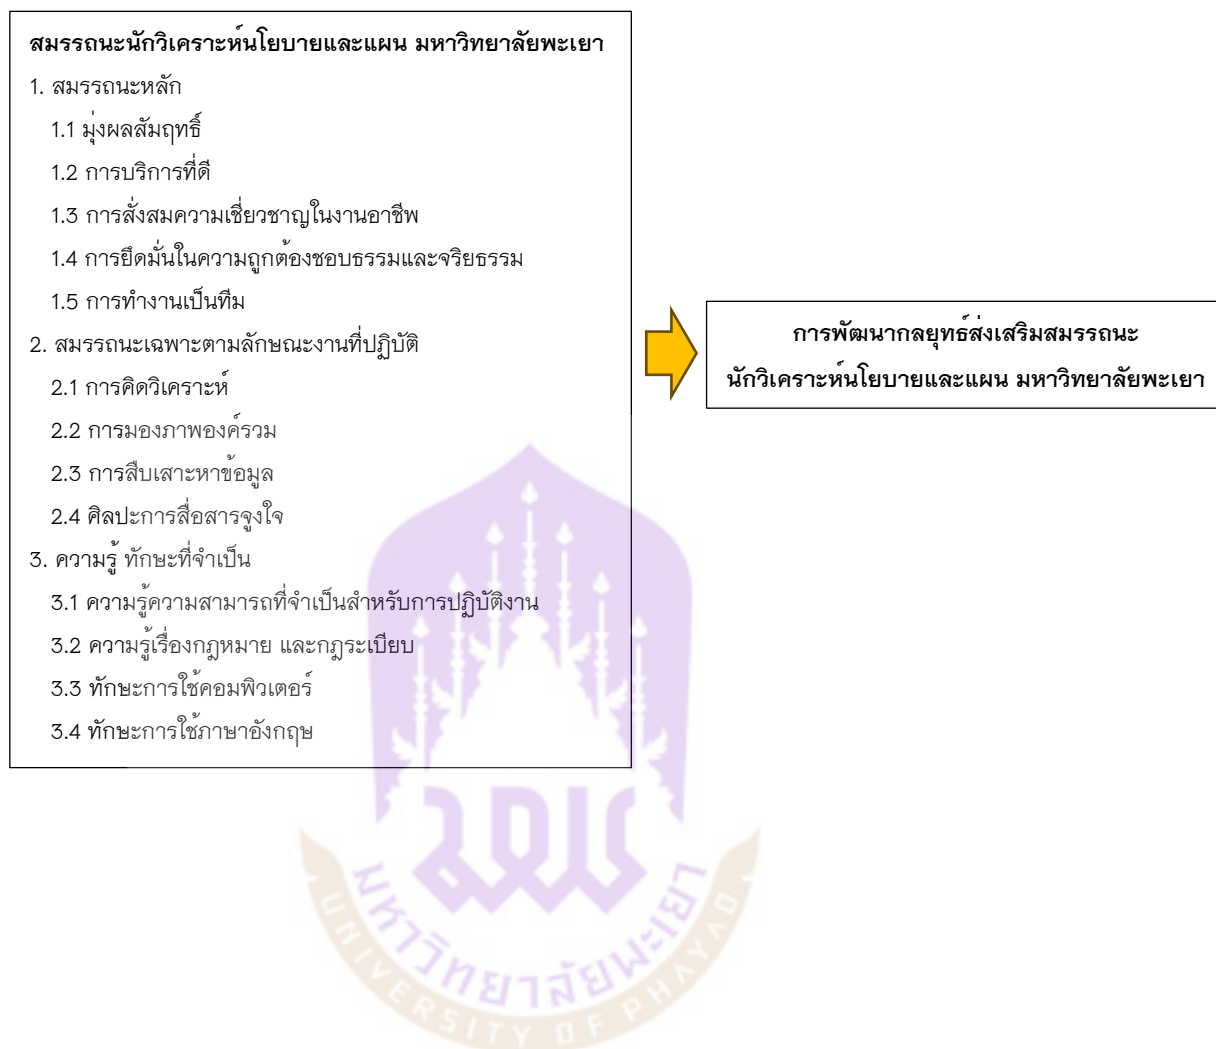 สมรรถนะนักวิเคราะห์นโยบายและแผน มหาวิทยาลัยพะเยา
1. สมรรถนะหลัก
1.1 มุ่งผลสัมฤทธิ์
1.2 การบริการที่ดี
1.3 การสั่งสมความเชี่ยวชาญในงานอาชีพ
1.4 การยึดมั่นในความถูกต้องชอบธรรมและจริยธรรม
1.5 การทำงานเป็นทีม
2. สมรรถนะเฉพาะตามลักษณะงานที่ปฏิบัติ
2.1 การคิดวิเคราะห์
2.2 การมองภาพองค์รวม
2.3 การสืบเสาะหาข้อมูล
2.4 ศิลปะการสื่อสารจูงใจ
3. ความรู้ ทักษะที่จำเป็น
3.1 ความรู้ความสามารถที่จำเป็นสำหรับการปฏิบัติงาน
3.2 ความรู้เรื่องกฎหมาย และกฎระเบียบ
3.3 ทักษะการใช้คอมพิวเตอร์
3.4 ทักษะการใช้ภาษาอังกฤษ
การพัฒนากลยุทธ์ส่งเสริมสมรรถนะ
นักวิเคราะห์นโยบายและแผน มหาวิทยาลัยพะเยา
มพย
มหาวิทยาลัยพะเยา
UNIVERSITY OF PHAYAO